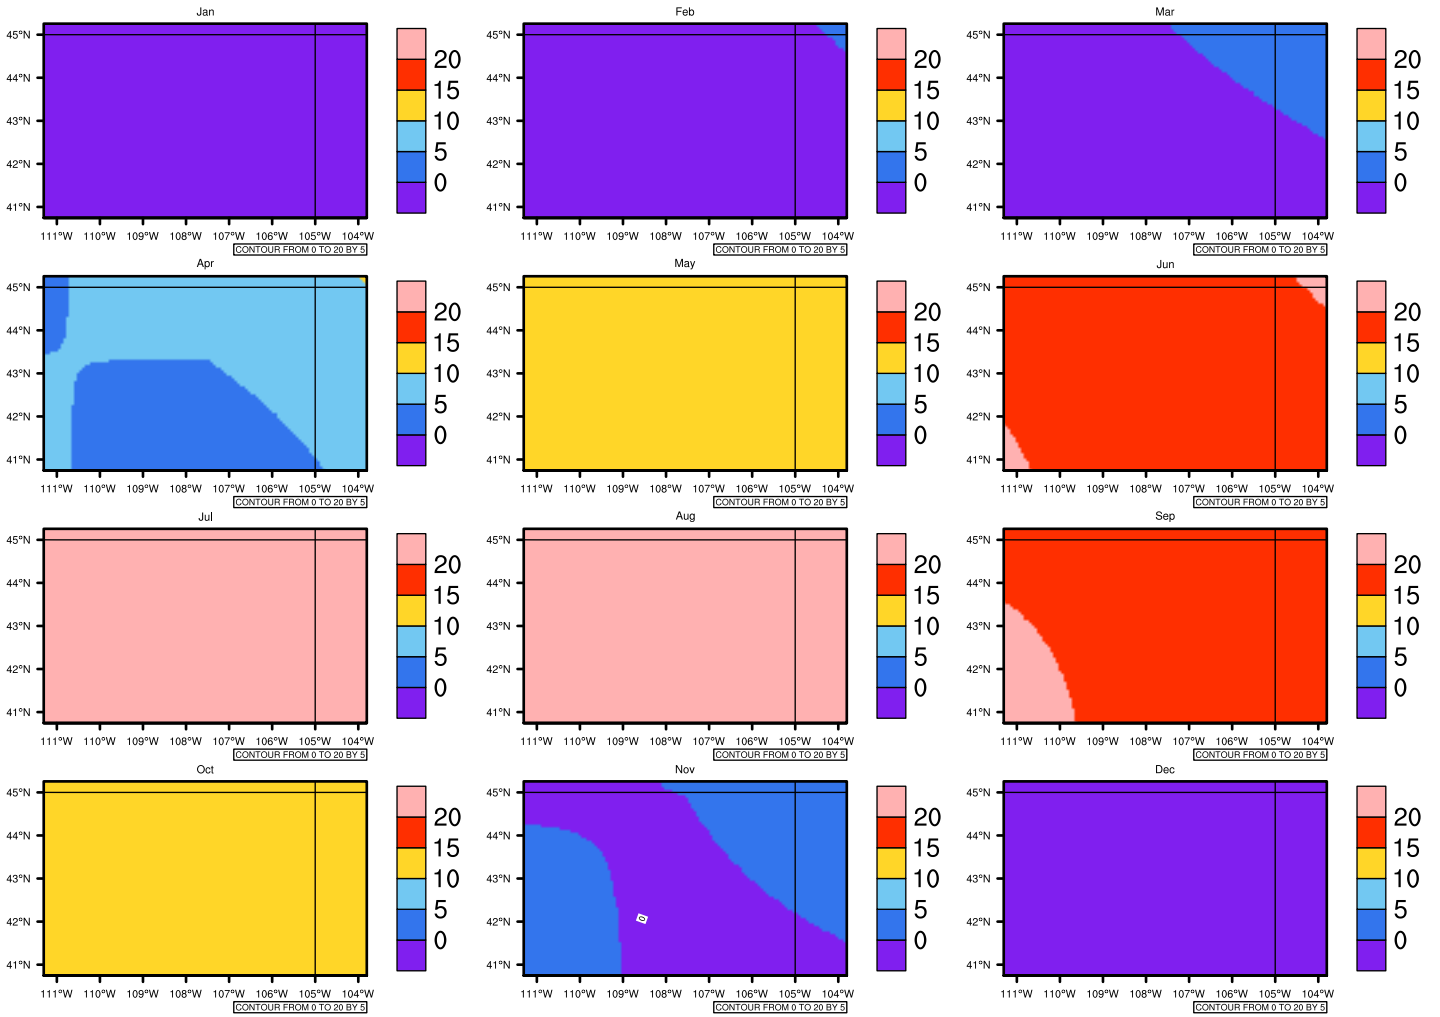 Jan Feb Mar
45°N 20 45°N 20 45°N 20
44°N 15 44°N 15 44°N 15
43°N 10 43°N 10 43°N 10
42°N 5 42°N 5 42°N 5
41°N 0 41°N 0 41°N 0
111°W 110°W 109°W 108°W 107°W 106°W 105°W 104°W 111°W 110°W 109°W 108°W 107°W 106°W 105°W 104°W 111°W 110°W 109°W 108°W 107°W 106°W 105°W 104°W
CONTOUR FROM 0 TO 20 BY 5 CONTOUR FROM 0 TO 20 BY 5 CONTOUR FROM 0 TO 20 BY 5
Apr May Jun
45°N 20 45°N 20 45°N 20
44°N 15 44°N 15 44°N 15
43°N 10 43°N 10 43°N 10
42°N 5 42°N 5 42°N 5
41°N 0 41°N 0 41°N 0
111°W 110°W 109°W 108°W 107°W 106°W 105°W 104°W 111°W 110°W 109°W 108°W 107°W 106°W 105°W 104°W 111°W 110°W 109°W 108°W 107°W 106°W 105°W 104°W
CONTOUR FROM 0 TO 20 BY 5 CONTOUR FROM 0 TO 20 BY 5 CONTOUR FROM 0 TO 20 BY 5
Jul Aug Sep
45°N 20 45°N 20 45°N 20
44°N 15 44°N 15 44°N 15
43°N 10 43°N 10 43°N 10
42°N 5 42°N 5 42°N 5
41°N 0 41°N 0 41°N 0
111°W 110°W 109°W 108°W 107°W 106°W 105°W 104°W 111°W 110°W 109°W 108°W 107°W 106°W 105°W 104°W 111°W 110°W 109°W 108°W 107°W 106°W 105°W 104°W
CONTOUR FROM 0 TO 20 BY 5 CONTOUR FROM 0 TO 20 BY 5 CONTOUR FROM 0 TO 20 BY 5
Oct Nov Dec
45°N 20 45°N 20 45°N 20
44°N 15 44°N 15 44°N 15
43°N 10 43°N 10 43°N 10
42°N 5 42°N 0 5 42°N 5
41°N 0 41°N 0 41°N 0
111°W 110°W 109°W 108°W 107°W 106°W 105°W 104°W 111°W 110°W 109°W 108°W 107°W 106°W 105°W 104°W 111°W 110°W 109°W 108°W 107°W 106°W 105°W 104°W
CONTOUR FROM 0 TO 20 BY 5 CONTOUR FROM 0 TO 20 BY 5 CONTOUR FROM 0 TO 20 BY 5